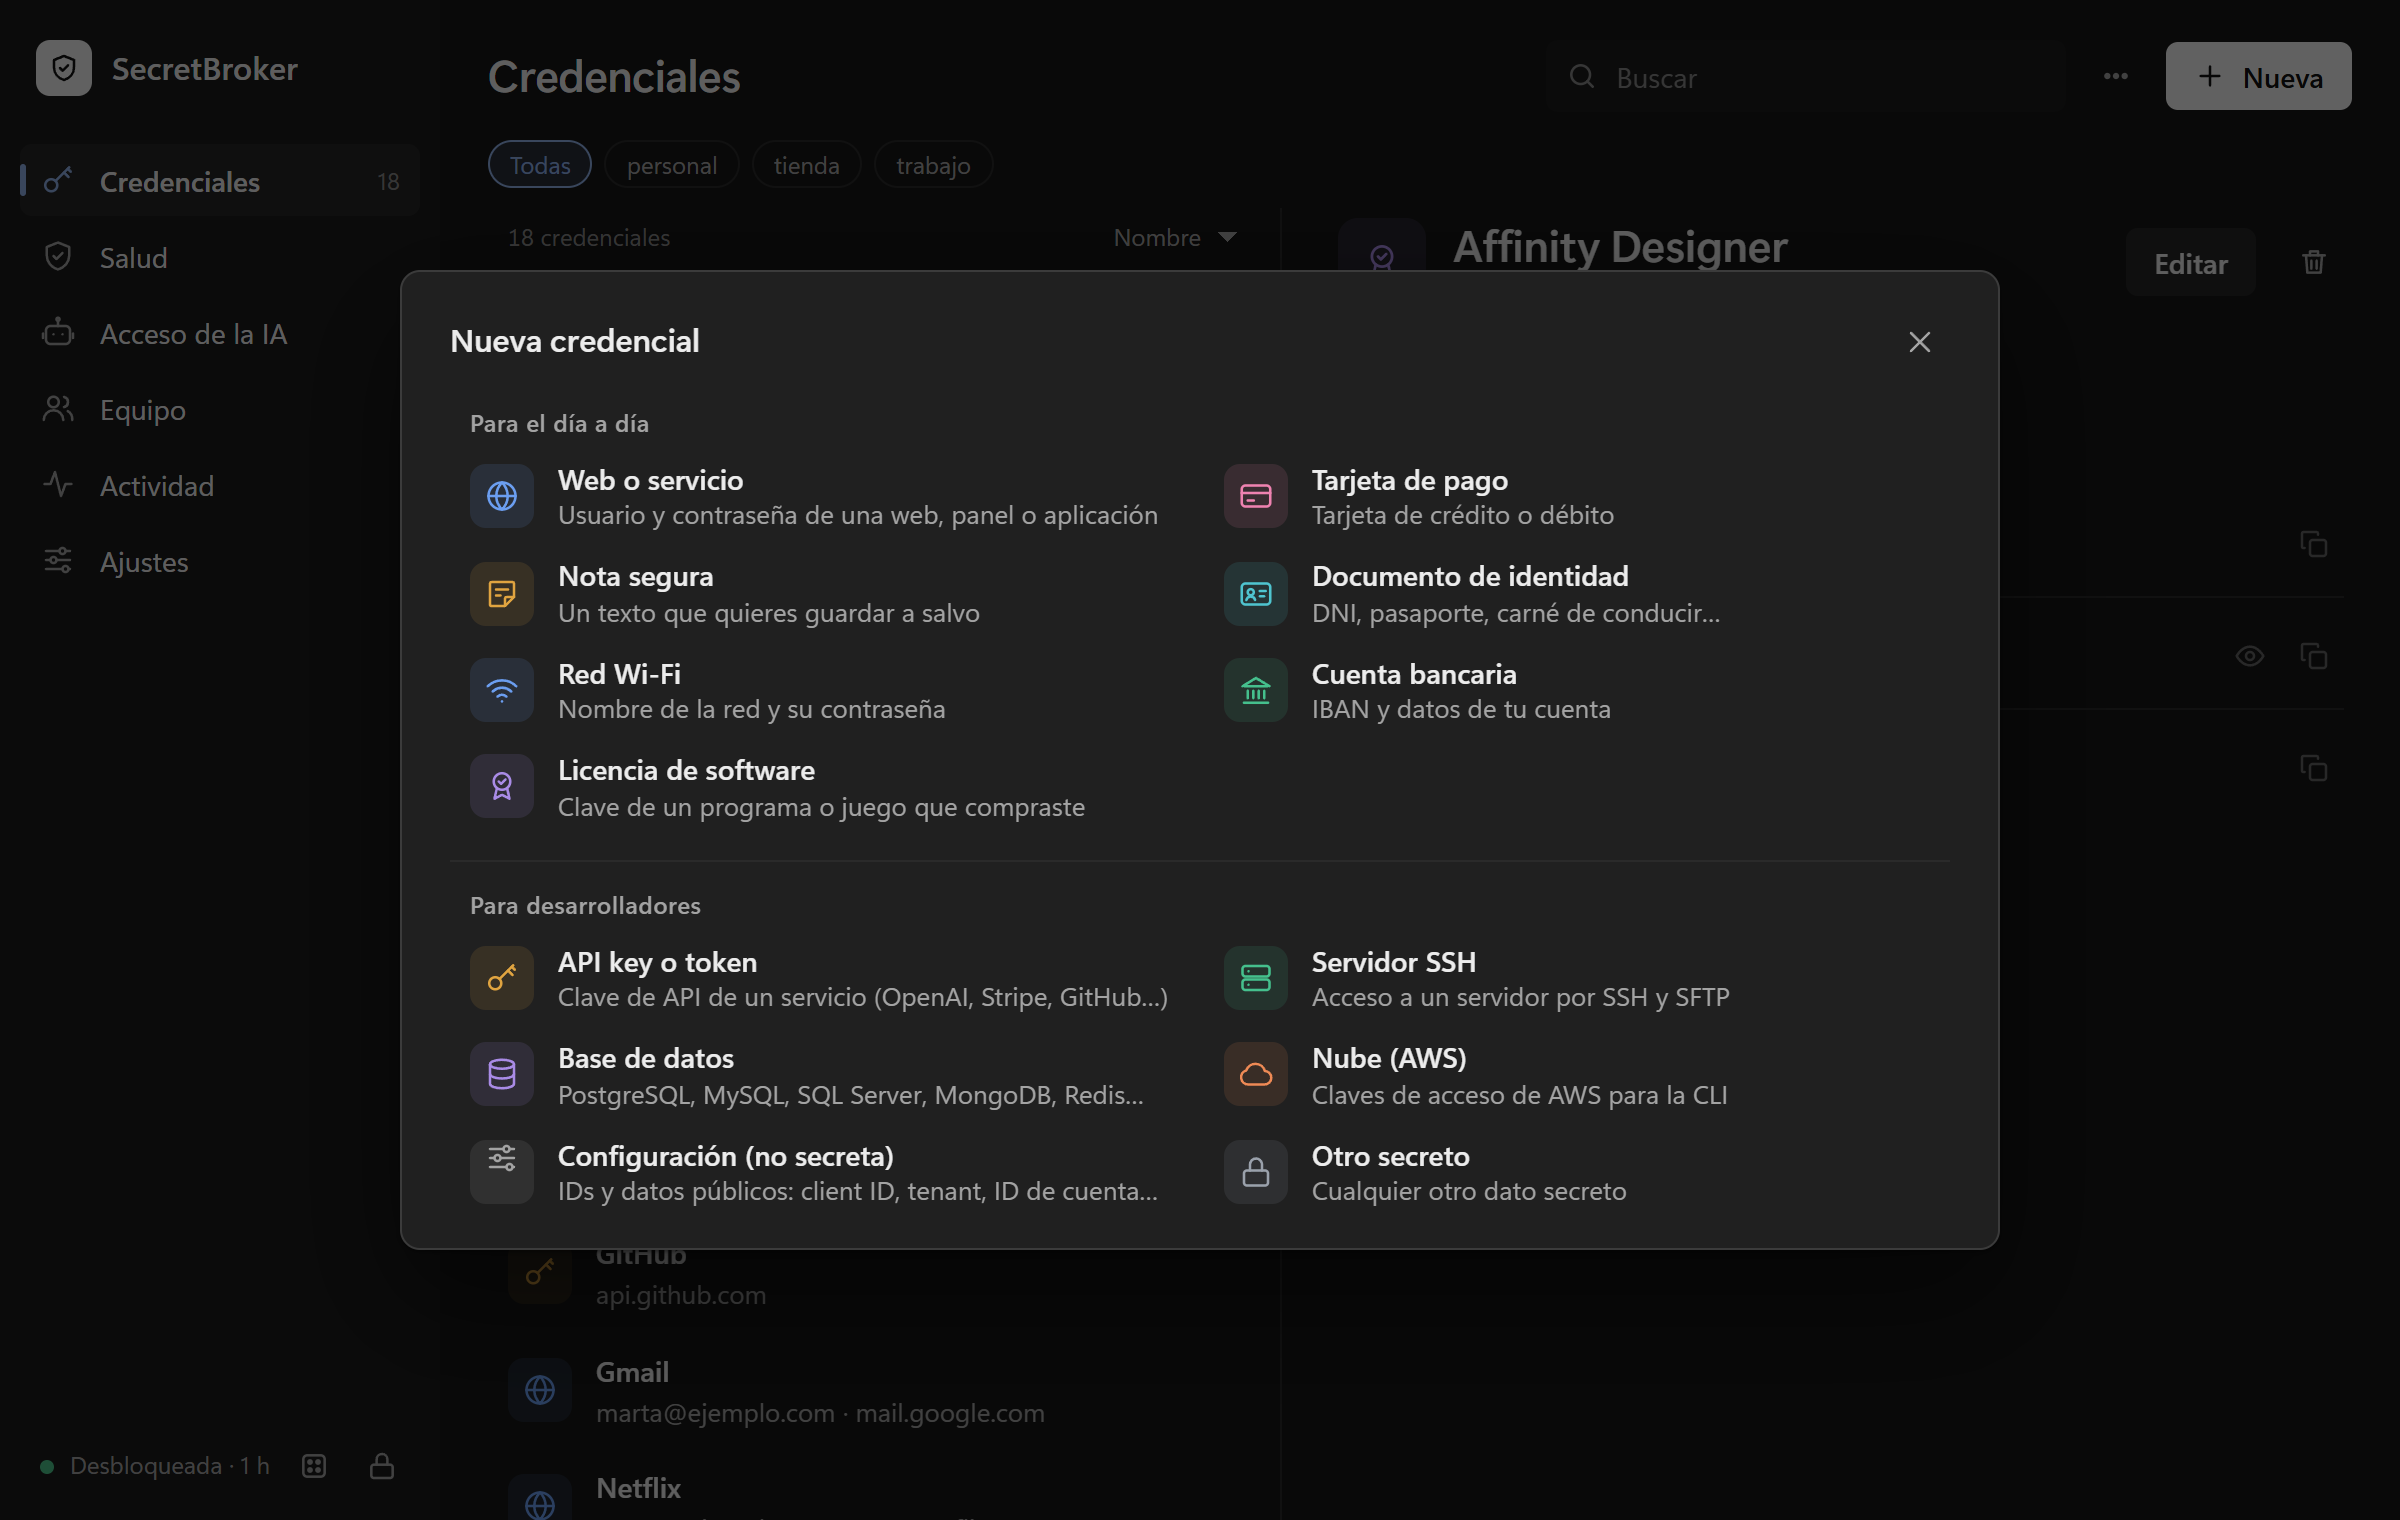 SecretBroker
Credenciales 18
Salud
Acceso de la IA
Equipo
Actividad
Ajustes
Desbloqueada · 1 h
Credenciales
Buscar
Nueva
Todas
personal
tienda
trabajo
18 credenciales
Nombre
Affinity Designer
Editar
Nueva credencial
Para el día a día
Web o servicio
Usuario y contraseña de una web, panel o aplicación
Tarjeta de pago
Tarjeta de crédito o débito
Nota segura
Un texto que quieres guardar a salvo
Documento de identidad
DNI, pasaporte, carné de conducir...
Red Wi-Fi
Nombre de la red y su contraseña
Cuenta bancaria
IBAN y datos de tu cuenta
Licencia de software
Clave de un programa o juego que compraste
Para desarrolladores
API key o token
Clave de API de un servicio (OpenAI, Stripe, GitHub...)
Servidor SSH
Acceso a un servidor por SSH y SFTP
Base de datos
PostgreSQL, MySQL, SQL Server, MongoDB, Redis...
Nube (AWS)
Claves de acceso de AWS para la CLI
Configuración (no secreta)
IDs y datos públicos: client ID, tenant, ID de cuenta...
Otro secreto
Cualquier otro dato secreto
GitHub
api.github.com
Gmail
marta@ejemplo.com · mail.google.com
Netflix